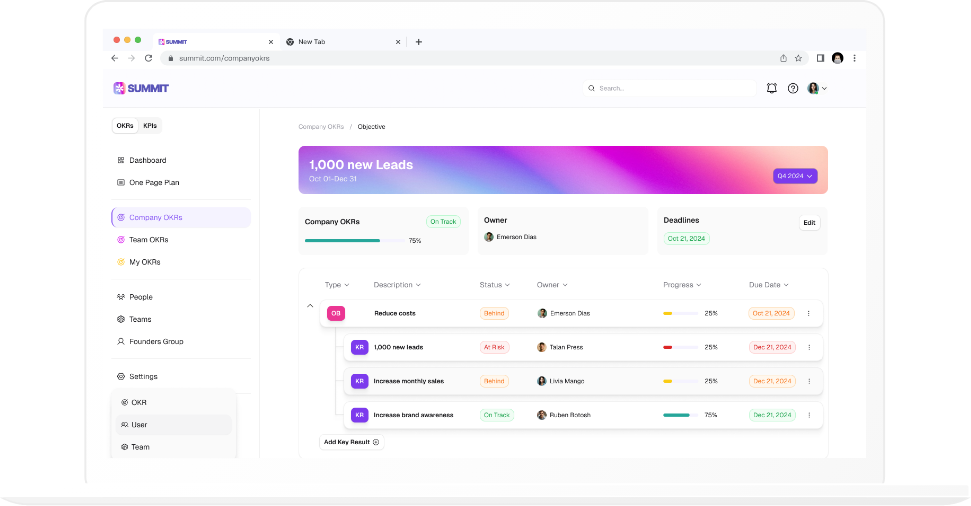 SUMMIT
New Tab
summit.com/companyokrs
SUMMIT
Search...
OKRs KPIs
Dashboard
One Page Plan
Company OKRs
Team OKRs
My OKRs
People
Teams
Founders Group
Settings
OKR
User
Team
Company OKRs / Objective
1,000 new Leads
Oct 01-Dec 31
Q4 2024
Company OKRs On Track
75%
Owner
Emerson Dias
Deadlines
Oct 21, 2024
Edit
Type Description Status Owner Progress Due Date
OB Reduce costs Behind Emerson Dias 25% Oct 21, 2024
KR 1,000 new leads At Risk Talan Press 25% Dec 21, 2024
KR Increase monthly sales Behind Livia Mango 25% Dec 21, 2024
KR Increase brand awareness On Track Ruben Botosh 75% Dec 21, 2024
Add Key Result